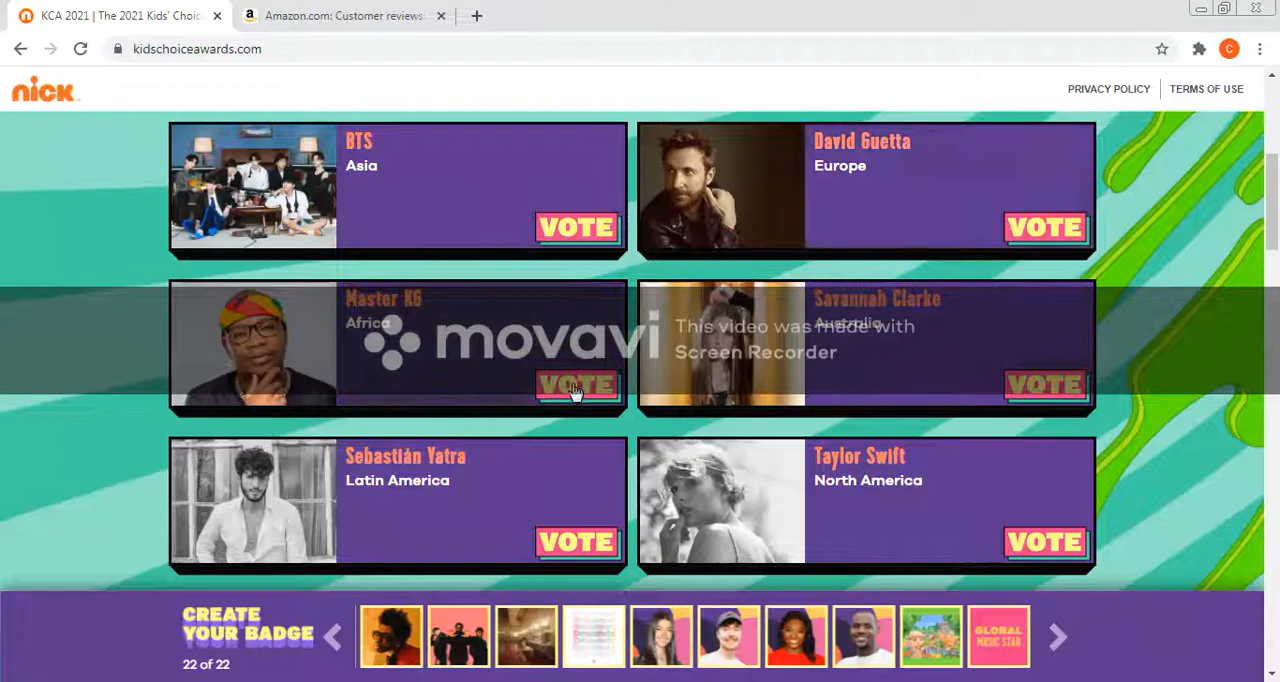 KCA 2021 | The 2021 Kids' Choic
Amazon.com: Customer reviews:
kidschoiceawards.com
C
nick
PRIVACY POLICY
TERMS OF USE
BTS
Asia
VOTE
David Guetta
Europe
VOTE
Master KG
Africa
VOTE
Savannah Clarke
Australia
VOTE
movavi
This video was made with
Screen Recorder
Sebastián Yatra
Latin America
VOTE
Taylor Swift
North America
VOTE
CREATE
YOUR BADGE
22 of 22
GLOBAL
MUSIC STAR